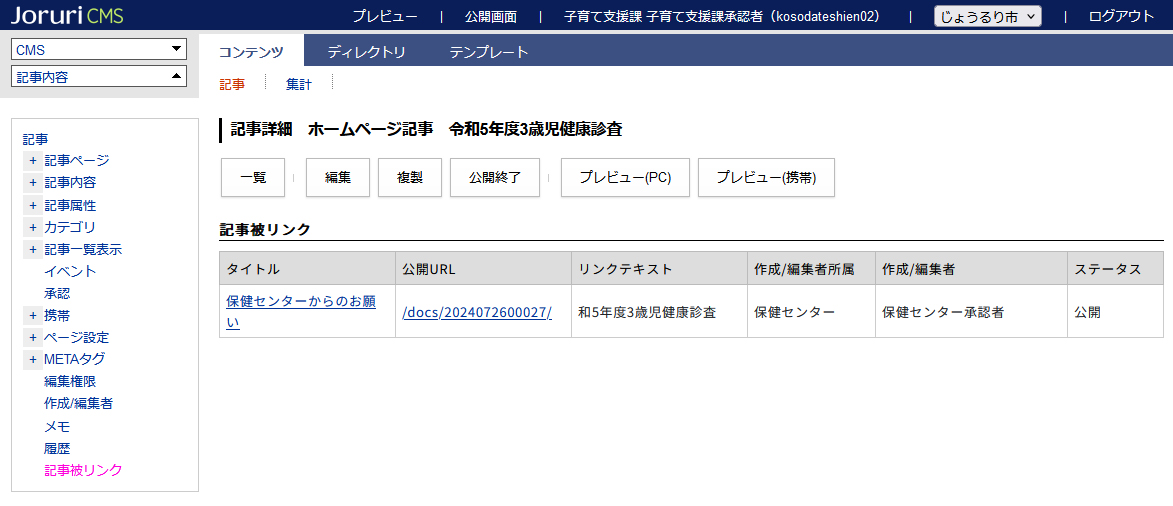 Joruri CMS
プレビュー | 公開画面 | 子育て支援課 子育て支援課承認者（kosodateshien02） | じょうるり市 | ログアウト
CMS
記事内容
コンテンツ ディレクトリ テンプレート
記事 集計
記事
+ 記事ページ
+ 記事内容
+ 記事属性
+ カテゴリ
+ 記事一覧表示
イベント
承認
+ 携帯
+ ページ設定
+ METAタグ
編集権限
作成/編集者
メモ
履歴
記事被リンク
記事詳細　ホームページ記事　令和5年度3歳児健康診査
一覧 編集 複製 公開終了 プレビュー(PC) プレビュー(携帯)
記事被リンク
タイトル 公開URL リンクテキスト 作成/編集者所属 作成/編集者 ステータス
保健センターからのお願
い
/docs/2024072600027/ 和5年度3歳児健康診査 保健センター 保健センター承認者 公開